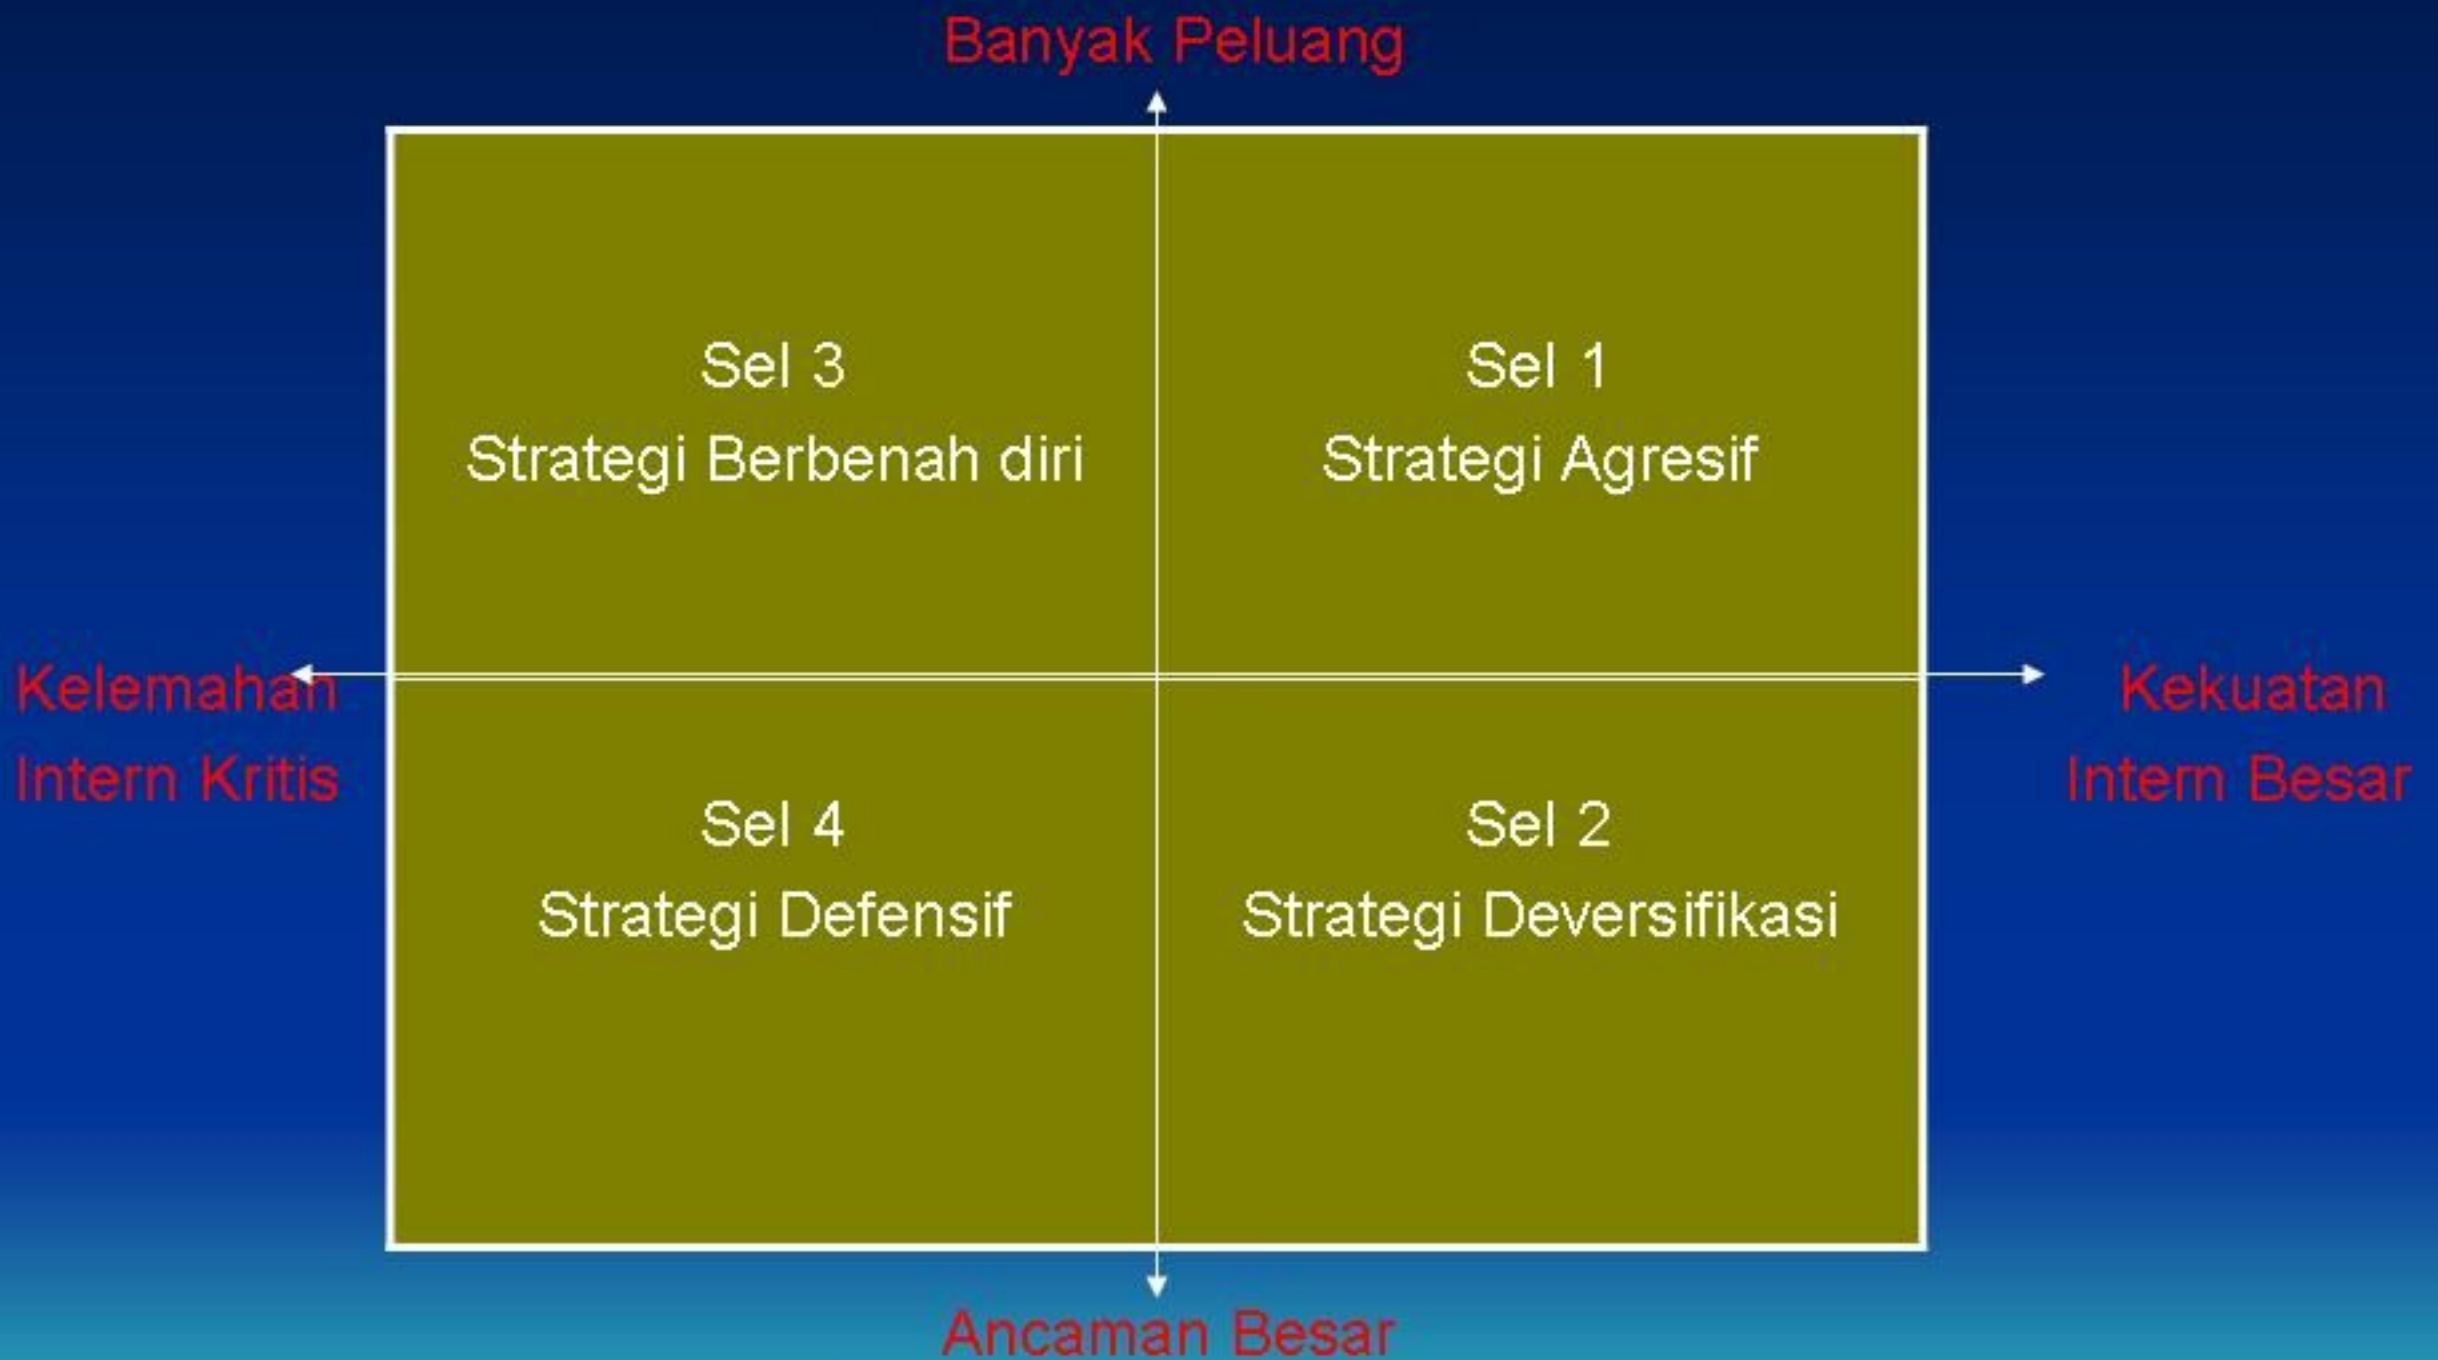 Banyak Peluang
Sel 3
Strategi Berbenah diri
Sel 1
Strategi Agresif
Kelemahan
Intern Kritis
Kekuatan
Intern Besar
Sel 4
Strategi Defensif
Sel 2
Strategi Deversifikasi
Ancaman Besar